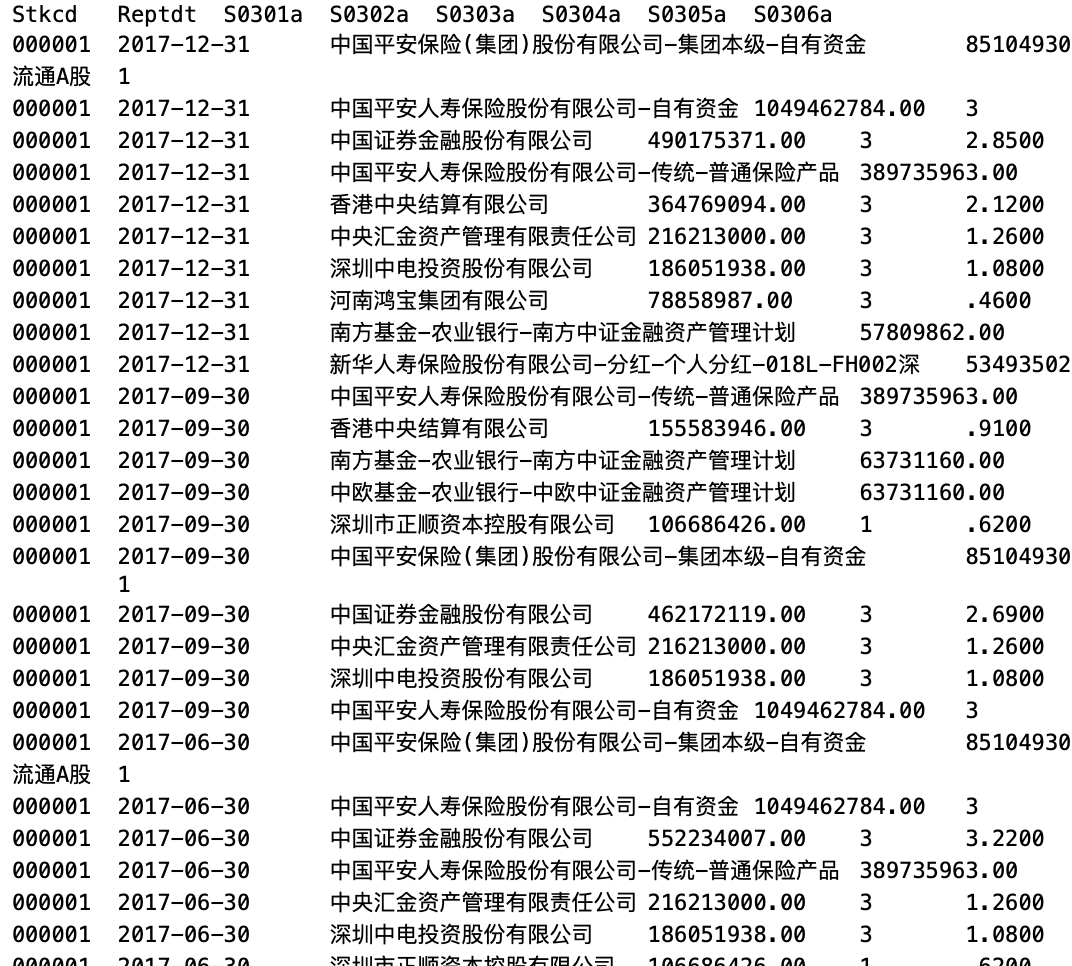 Stkcd Reptdt S0301a S0302a S0303a S0304a S0305a S0306a
000001 2017-12-31 中国平安保险(集团)股份有限公司-集团本级-自有资金 85104930
流通A股 1
000001 2017-12-31 中国平安人寿保险股份有限公司-自有资金 1049462784.00 3
000001 2017-12-31 中国证券金融股份有限公司 490175371.00 3 2.8500
000001 2017-12-31 中国平安人寿保险股份有限公司-传统-普通保险产品 389735963.00
000001 2017-12-31 香港中央结算有限公司 364769094.00 3 2.1200
000001 2017-12-31 中央汇金资产管理有限责任公司 216213000.00 3 1.2600
000001 2017-12-31 深圳中电投资股份有限公司 186051938.00 3 1.0800
000001 2017-12-31 河南鸿宝集团有限公司 78858987.00 3 .4600
000001 2017-12-31 南方基金-农业银行-南方中证金融资产管理计划 57809862.00
000001 2017-12-31 新华人寿保险股份有限公司-分红-个人分红-018L-FH002深 53493502
000001 2017-09-30 中国平安人寿保险股份有限公司-传统-普通保险产品 389735963.00
000001 2017-09-30 香港中央结算有限公司 155583946.00 3 .9100
000001 2017-09-30 南方基金-农业银行-南方中证金融资产管理计划 63731160.00
000001 2017-09-30 中欧基金-农业银行-中欧中证金融资产管理计划 63731160.00
000001 2017-09-30 深圳市正顺资本控股有限公司 106686426.00 1 .6200
000001 2017-09-30 中国平安保险(集团)股份有限公司-集团本级-自有资金 85104930
1
000001 2017-09-30 中国证券金融股份有限公司 462172119.00 3 2.6900
000001 2017-09-30 中央汇金资产管理有限责任公司 216213000.00 3 1.2600
000001 2017-09-30 深圳中电投资股份有限公司 186051938.00 3 1.0800
000001 2017-09-30 中国平安人寿保险股份有限公司-自有资金 1049462784.00 3
000001 2017-06-30 中国平安保险(集团)股份有限公司-集团本级-自有资金 85104930
流通A股 1
000001 2017-06-30 中国平安人寿保险股份有限公司-自有资金 1049462784.00 3
000001 2017-06-30 中国证券金融股份有限公司 552234007.00 3 3.2200
000001 2017-06-30 中国平安人寿保险股份有限公司-传统-普通保险产品 389735963.00
000001 2017-06-30 中央汇金资产管理有限责任公司 216213000.00 3 1.2600
000001 2017-06-30 深圳中电投资股份有限公司 186051938.00 3 1.0800